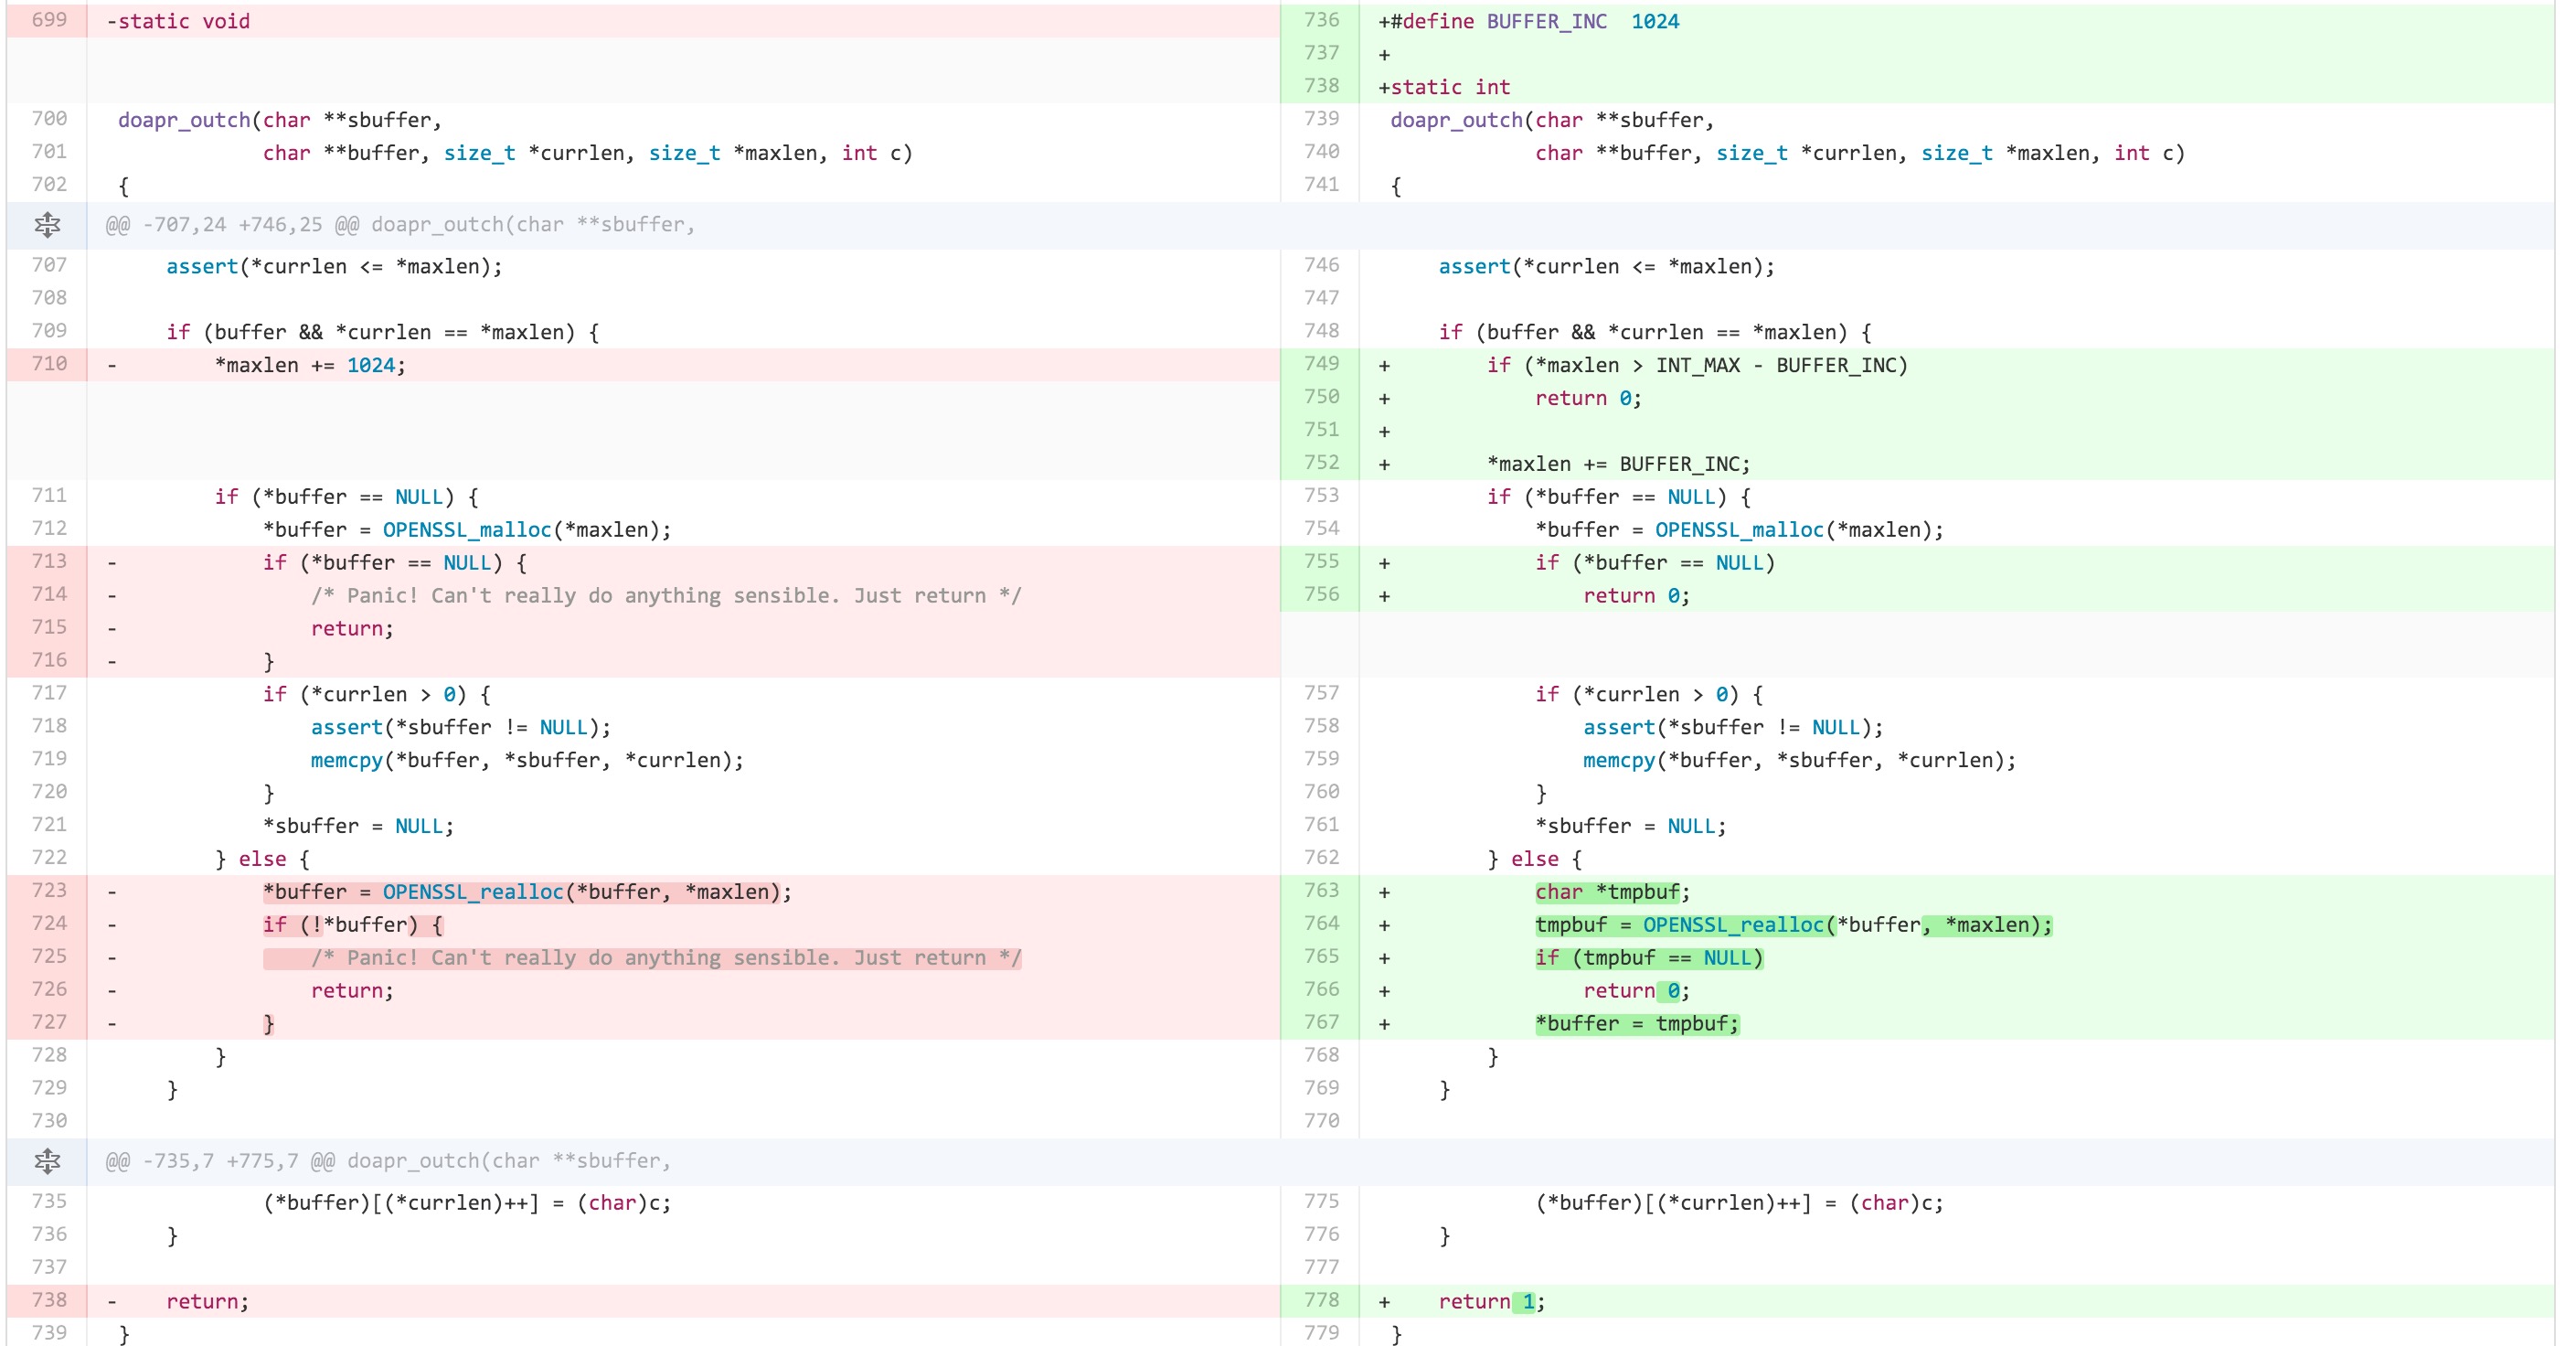 699 -static void
700 doapr_outch(char **sbuffer,
701 char **buffer, size_t *currlen, size_t *maxlen, int c)
702 {
@@ -707,24 +746,25 @@ doapr_outch(char **sbuffer,
707 assert(*currlen <= *maxlen);
708
709 if (buffer && *currlen == *maxlen) {
710 - *maxlen += 1024;
711 if (*buffer == NULL) {
712 *buffer = OPENSSL_malloc(*maxlen);
713 - if (*buffer == NULL) {
714 - /* Panic! Can't really do anything sensible. Just return */
715 - return;
716 - }
717 if (*currlen > 0) {
718 assert(*sbuffer != NULL);
719 memcpy(*buffer, *sbuffer, *currlen);
720 }
721 *sbuffer = NULL;
722 } else {
723 - *buffer = OPENSSL_realloc(*buffer, *maxlen);
724 - if (!*buffer) {
725 - /* Panic! Can't really do anything sensible. Just return */
726 - return;
727 - }
728 }
729 }
730
@@ -735,7 +775,7 @@ doapr_outch(char **sbuffer,
735 (*buffer)[(*currlen)++] = (char)c;
736 }
737
738 - return;
739 }
736 +#define BUFFER_INC 1024
737 +
738 +static int
739 doapr_outch(char **sbuffer,
740 char **buffer, size_t *currlen, size_t *maxlen, int c)
741 {
746 assert(*currlen <= *maxlen);
747
748 if (buffer && *currlen == *maxlen) {
749 + if (*maxlen > INT_MAX - BUFFER_INC)
750 + return 0;
751 +
752 + *maxlen += BUFFER_INC;
753 if (*buffer == NULL) {
754 *buffer = OPENSSL_malloc(*maxlen);
755 + if (*buffer == NULL)
756 + return 0;
757 if (*currlen > 0) {
758 assert(*sbuffer != NULL);
759 memcpy(*buffer, *sbuffer, *currlen);
760 }
761 *sbuffer = NULL;
762 } else {
763 + char *tmpbuf;
764 + tmpbuf = OPENSSL_realloc(*buffer, *maxlen);
765 + if (tmpbuf == NULL)
766 + return 0;
767 + *buffer = tmpbuf;
768 }
769 }
770
775 (*buffer)[(*currlen)++] = (char)c;
776 }
777
778 + return 1;
779 }